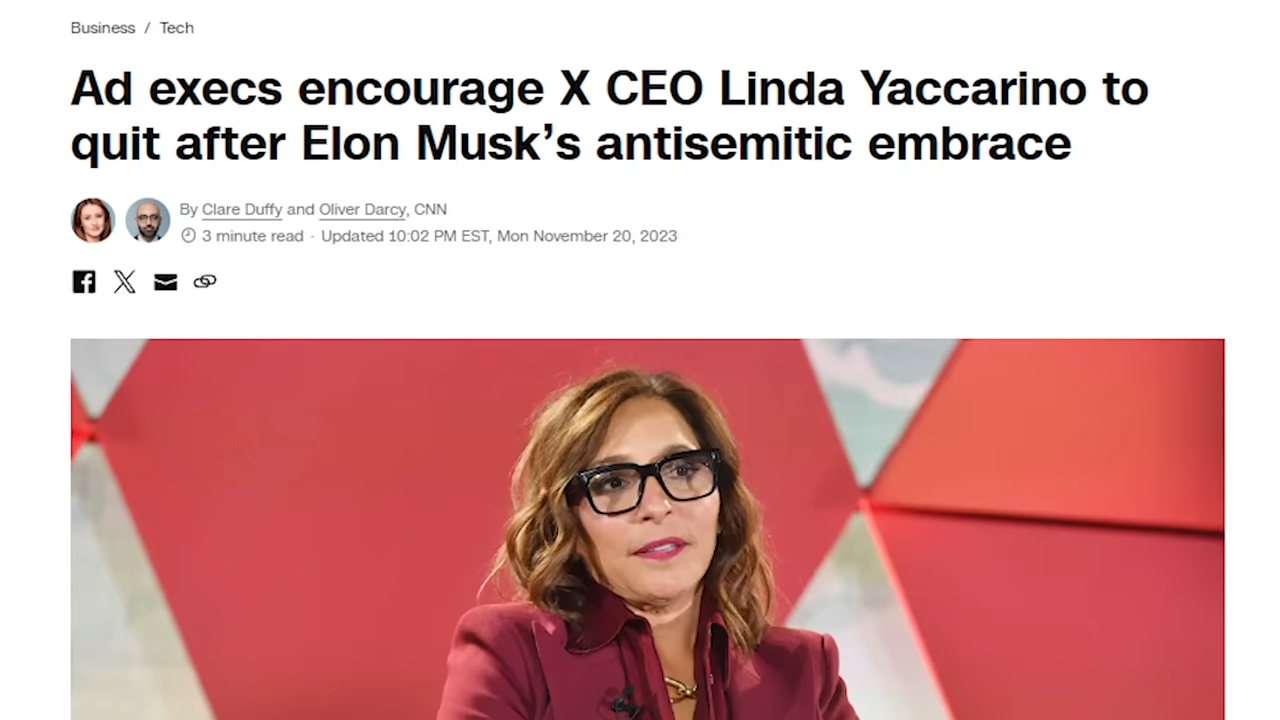 Business / Tech
Ad execs encourage X CEO Linda Yaccarino to
quit after Elon Musk’s antisemitic embrace
By Clare Duffy and Oliver Darcy, CNN
3 minute read · Updated 10:02 PM EST, Mon November 20, 2023